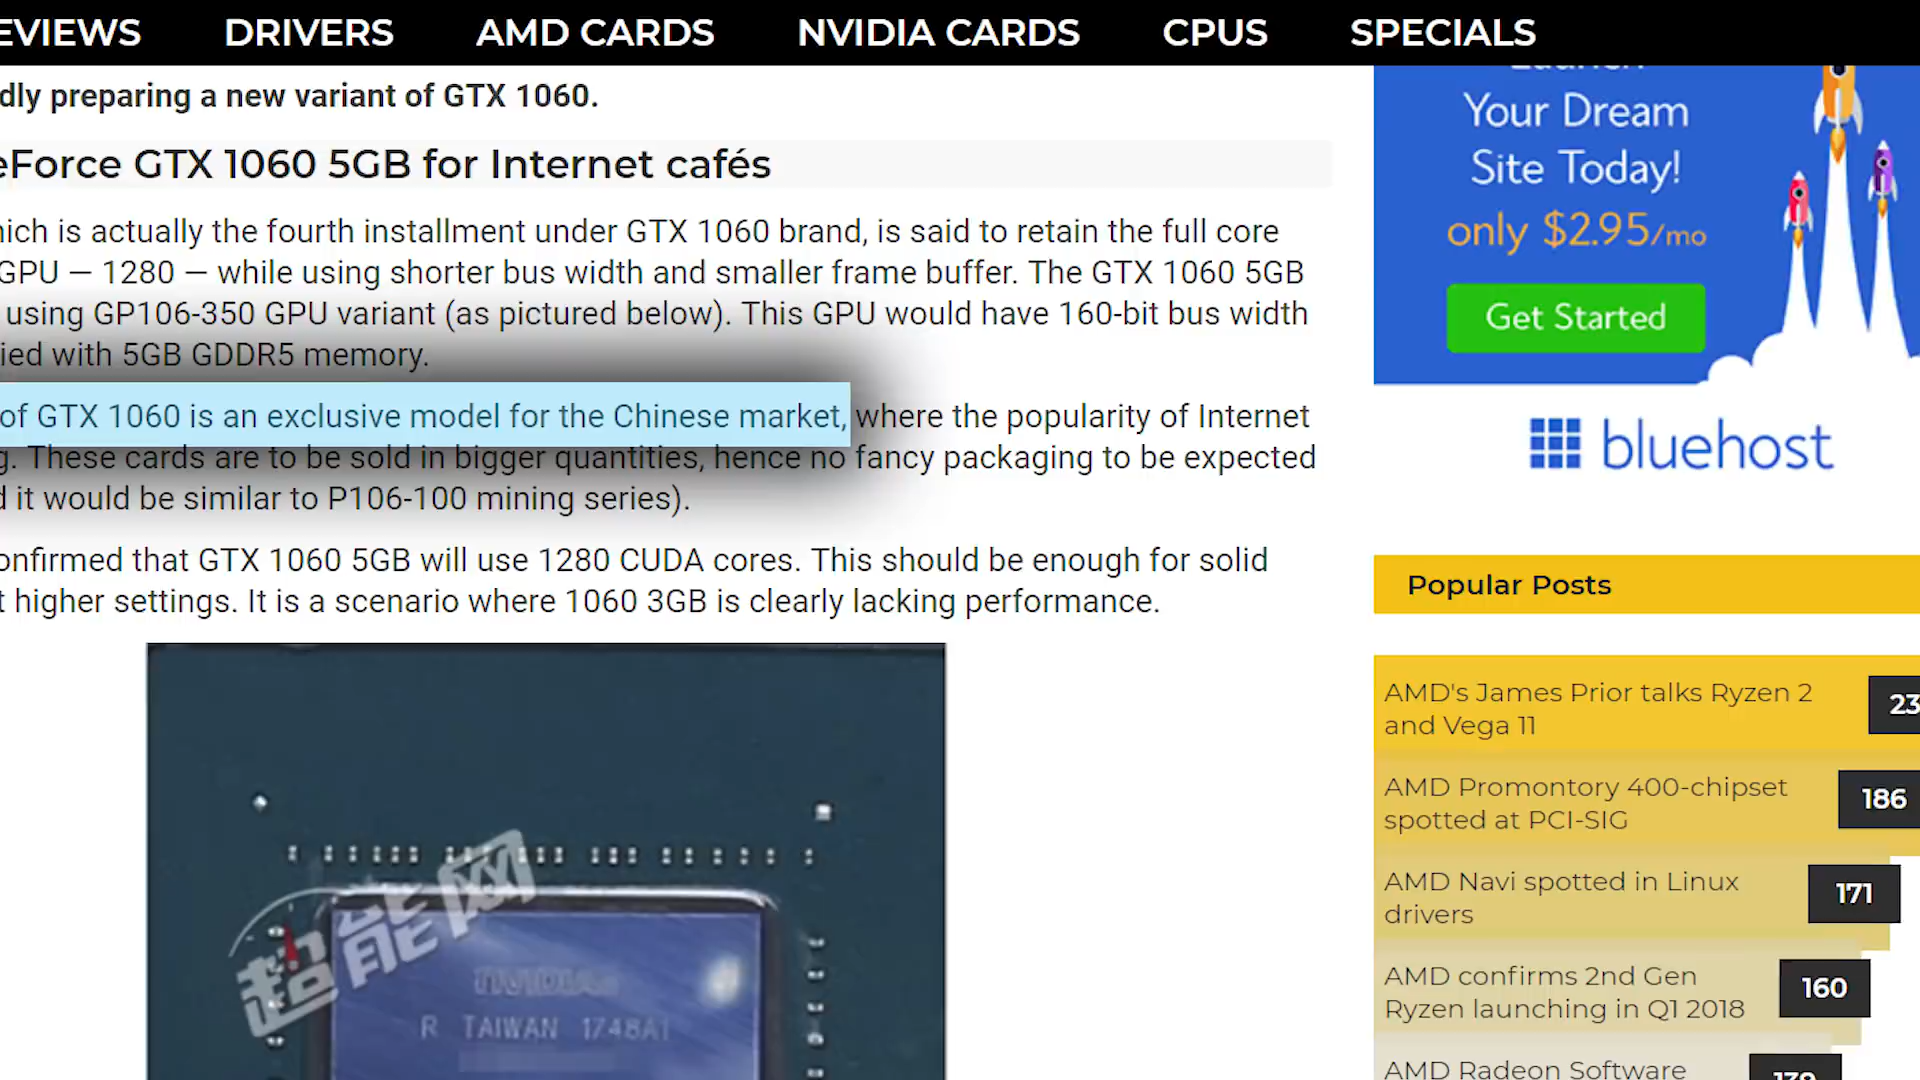 EVIEWS DRIVERS AMD CARDS NVIDIA CARDS CPUS SPECIALS
dly preparing a new variant of GTX 1060.
eForce GTX 1060 5GB for Internet cafés
hich is actually the fourth installment under GTX 1060 brand, is said to retain the full core
GPU — 1280 — while using shorter bus width and smaller frame buffer. The GTX 1060 5GB
using GP106-350 GPU variant (as pictured below). This GPU would have 160-bit bus width
ied with 5GB GDDR5 memory.
of GTX 1060 is an exclusive model for the Chinese market, where the popularity of Internet
g. These cards are to be sold in bigger quantities, hence no fancy packaging to be expected
d it would be similar to P106-100 mining series).
onfirmed that GTX 1060 5GB will use 1280 CUDA cores. This should be enough for solid
t higher settings. It is a scenario where 1060 3GB is clearly lacking performance.
超能网
NVIDIA
R TAIWAN 1748A1
Launch
Your Dream
Site Today!
only $2.95/mo
Get Started
bluehost
Popular Posts
AMD's James Prior talks Ryzen 2
and Vega 11
23
AMD Promontory 400-chipset
spotted at PCI-SIG
186
AMD Navi spotted in Linux
drivers
171
AMD confirms 2nd Gen
Ryzen launching in Q1 2018
160
AMD Radeon Software